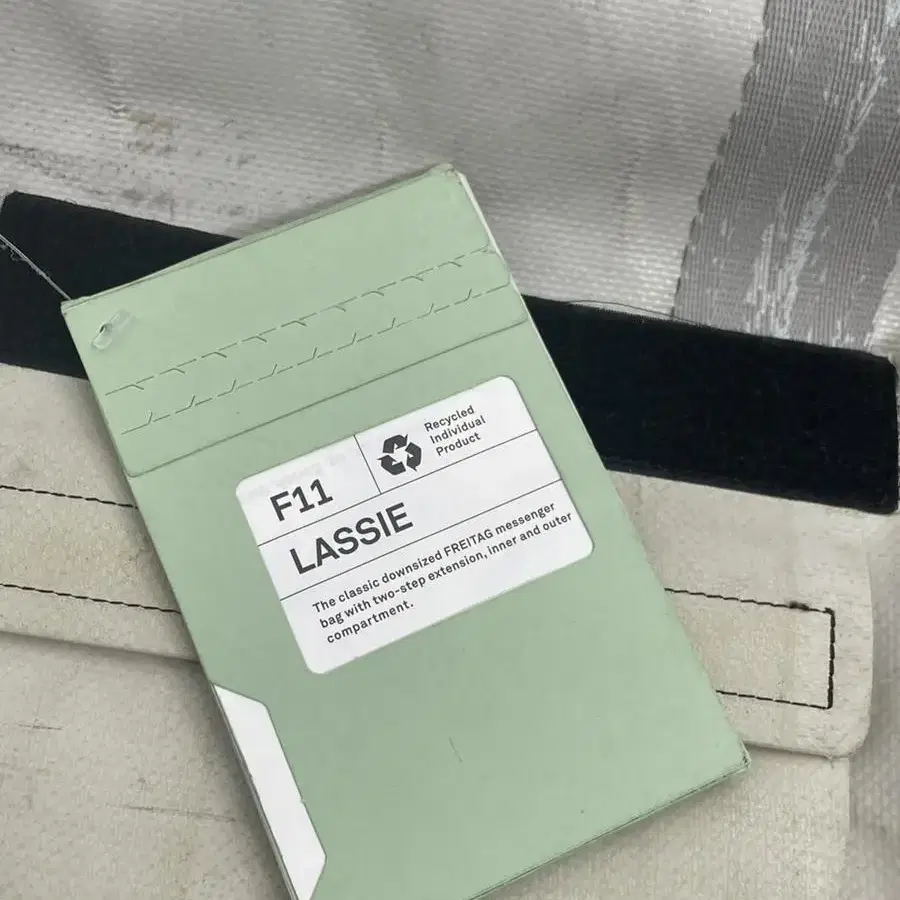 F11
Recycled
Individual
Product
LASSIE
The classic downsized FREITAG messenger
bag with two-step extension, inner and outer
compartment.